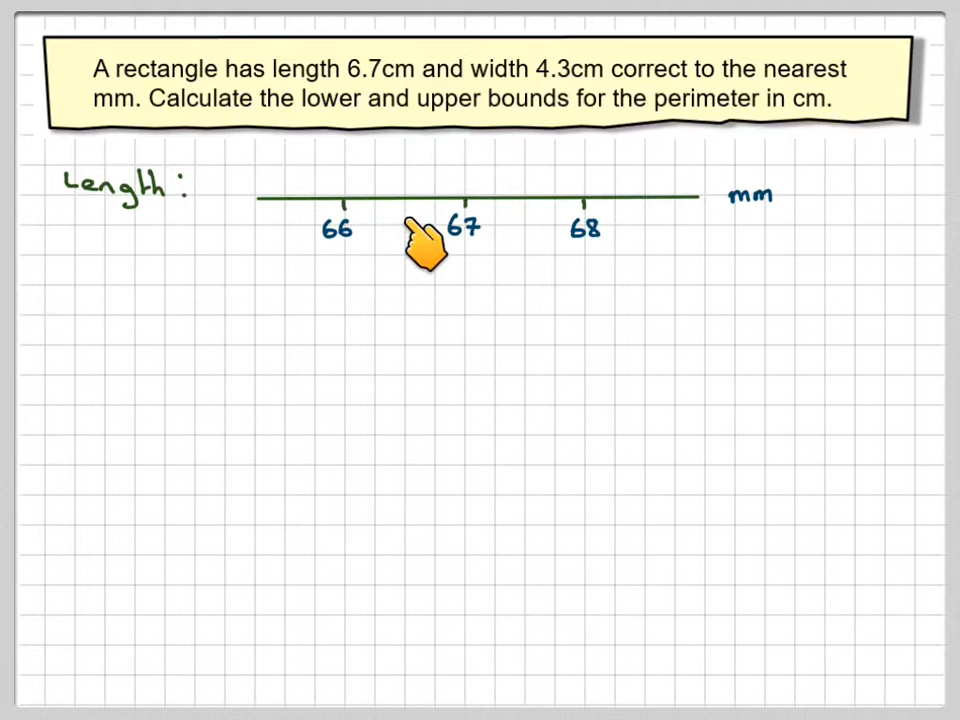 A rectangle has length 6.7cm and width 4.3cm correct to the nearest
mm. Calculate the lower and upper bounds for the perimeter in cm.
Length:
mm
66 67 68